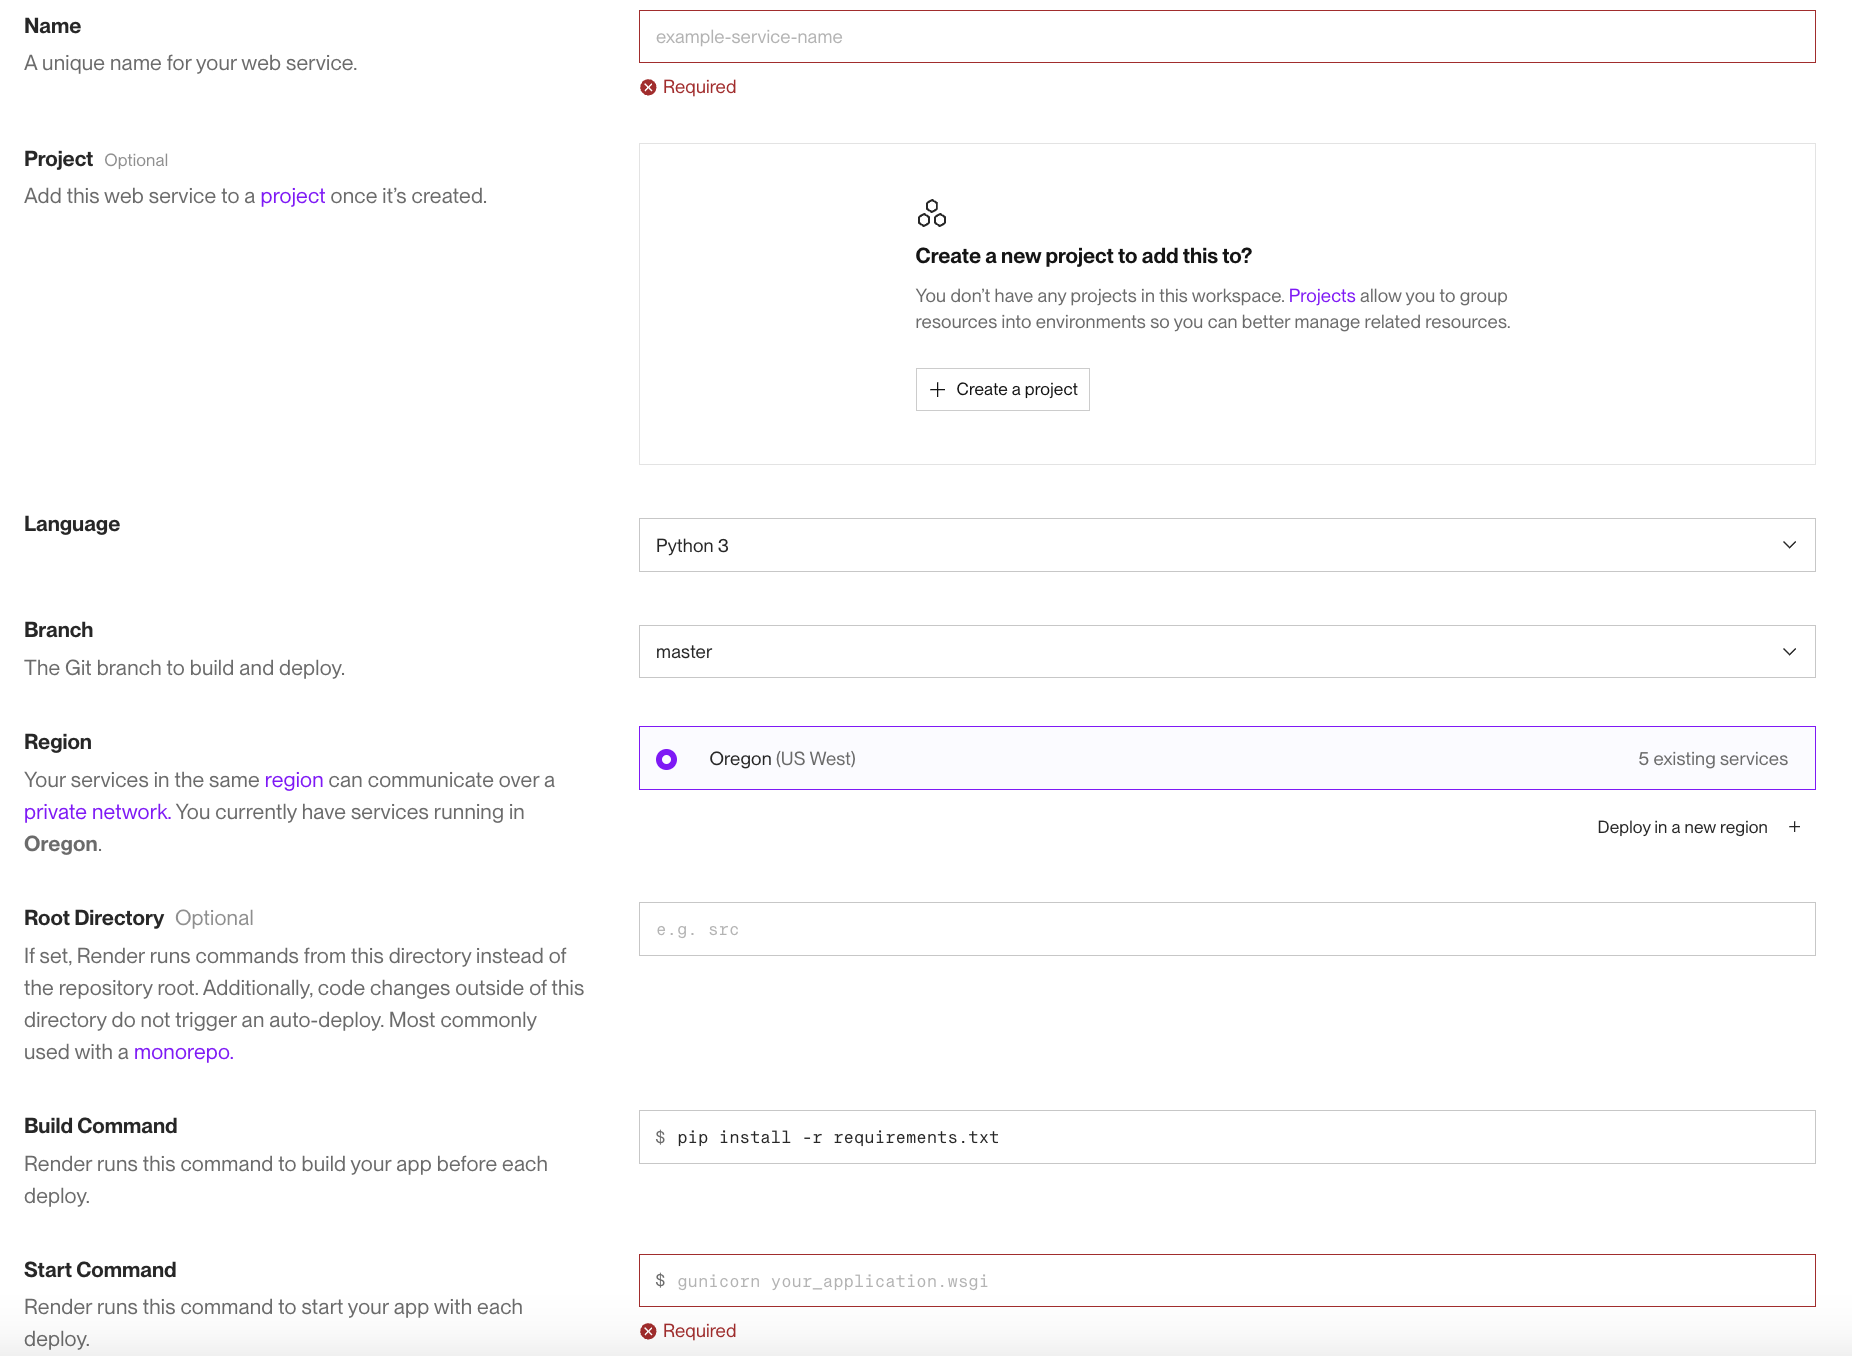 Name
A unique name for your web service.
example-service-name
Required
Project Optional
Add this web service to a project once it’s created.
Create a new project to add this to?
You don’t have any projects in this workspace. Projects allow you to group
resources into environments so you can better manage related resources.
+ Create a project
Language
Python 3
Branch
The Git branch to build and deploy.
master
Region
Your services in the same region can communicate over a
private network. You currently have services running in
Oregon.
Oregon (US West) 5 existing services
Deploy in a new region +
Root Directory Optional
If set, Render runs commands from this directory instead of
the repository root. Additionally, code changes outside of this
directory do not trigger an auto-deploy. Most commonly
used with a monorepo.
e.g. src
Build Command
Render runs this command to build your app before each
deploy.
$ pip install -r requirements.txt
Start Command
Render runs this command to start your app with each
deploy.
$ gunicorn your_application.wsgi
Required